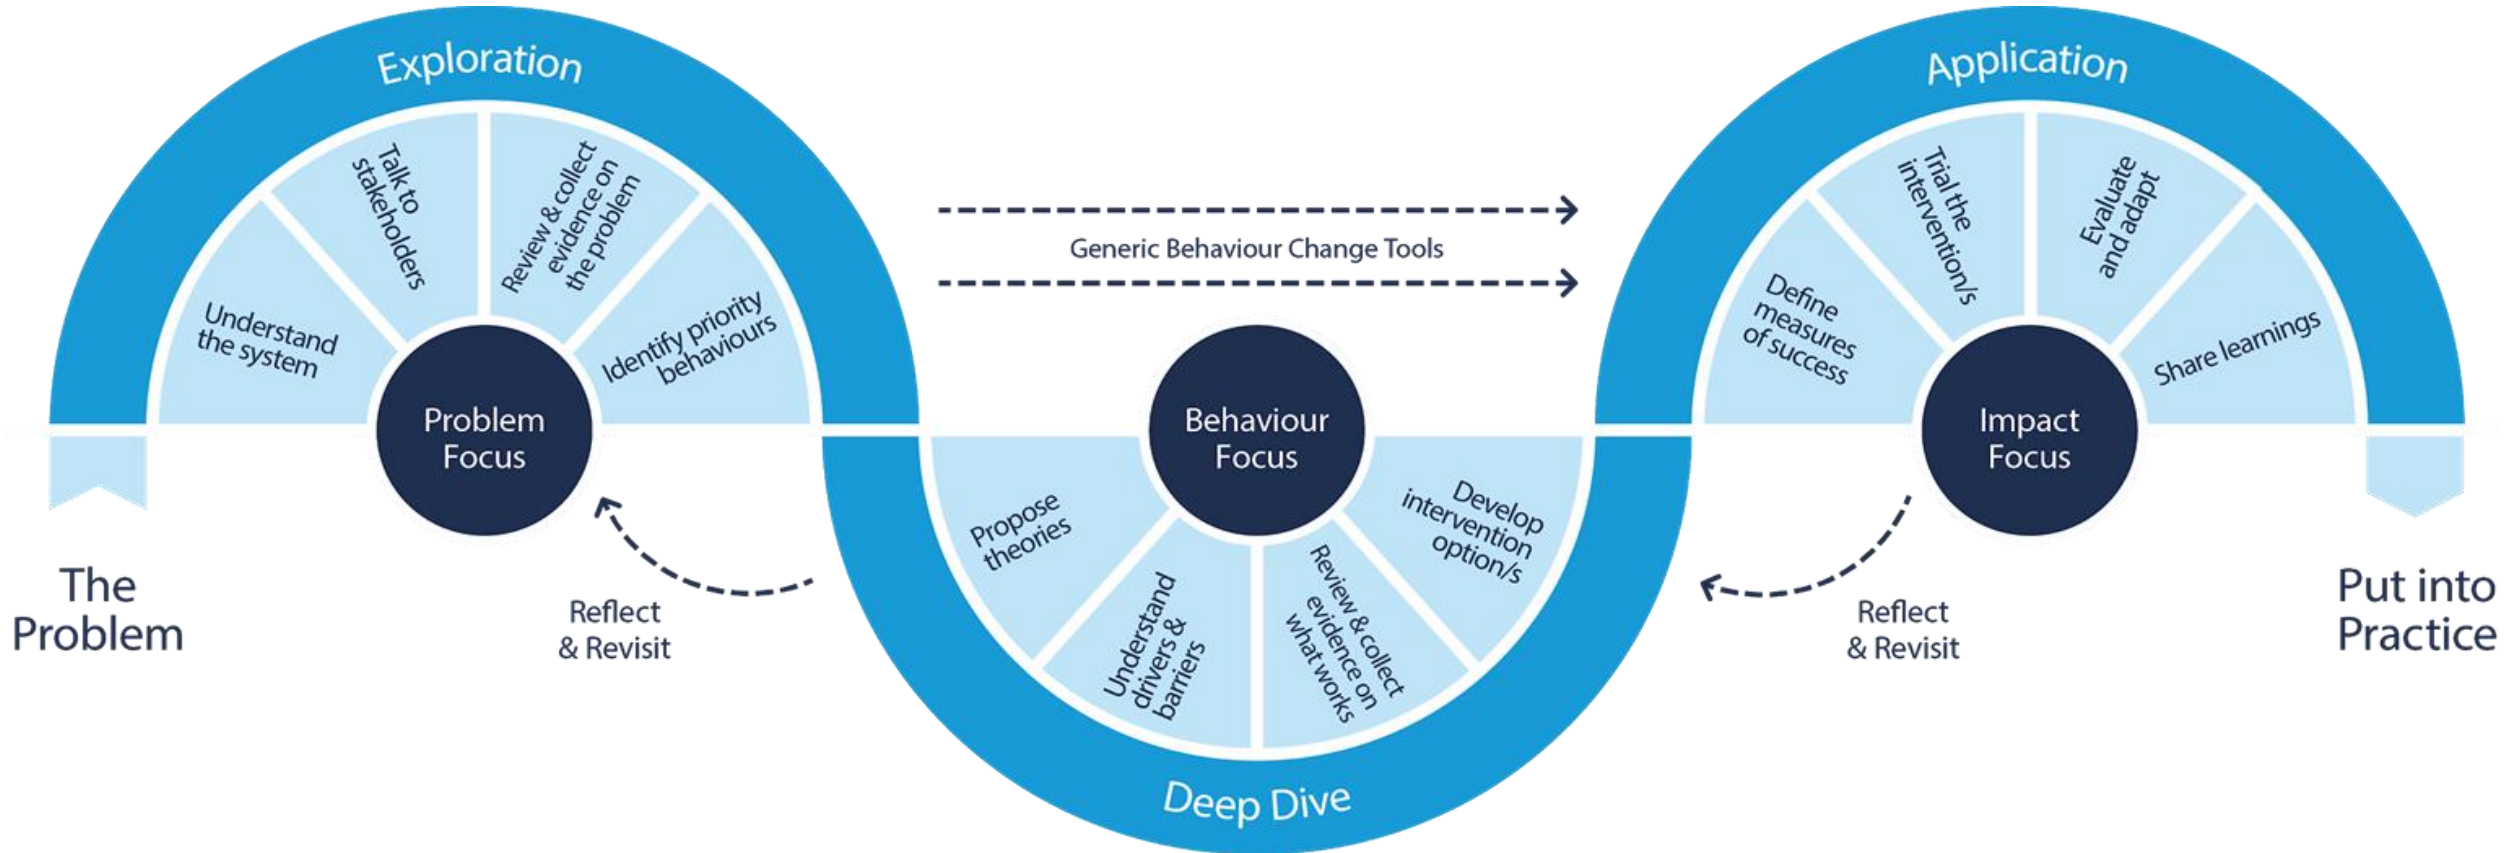 Exploration
Understand
the system
Talk to
stakeholders
Review & collect
evidence on
the problem
Identify priority
behaviours
Problem
Focus
The
Problem
Reflect
& Revisit
Generic Behaviour Change Tools
Behaviour
Focus
Propose
theories
Understand
drivers &
barriers
Review & collect
evidence on
what works
Develop
intervention
option/s
Deep Dive
Application
Define
measures
of success
Trial the
intervention/s
Evaluate
and adapt
Share learnings
Impact
Focus
Reflect
& Revisit
Put into
Practice